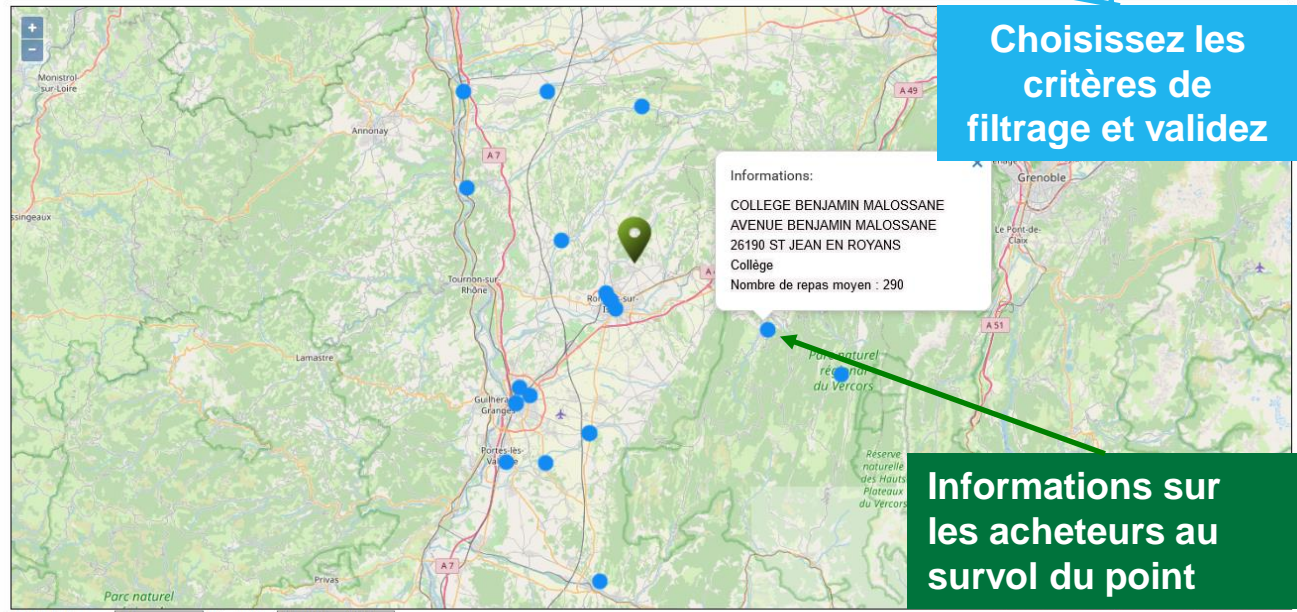 +
−
Choisissez les
critères de
filtrage et validez
Monistrol
sur-Loire
A 49
Annonay
A 7
Grenoble
Informations:
×
COLLEGE BENJAMIN MALOSSANE
AVENUE BENJAMIN MALOSSANE
26190 ST JEAN EN ROYANS
Collège
Nombre de repas moyen : 290
ssingeaux
Le Pont-de-
Claix
Tournon-sur-
Rhône
A 51
Lamastre
Parc naturel
régional
du Vercors
Portes-lès-
Réserve
naturelle
des Hauts
Plateaux
du Vercors
Informations sur
les acheteurs au
survol du point
A 7
Privas
Parc naturel